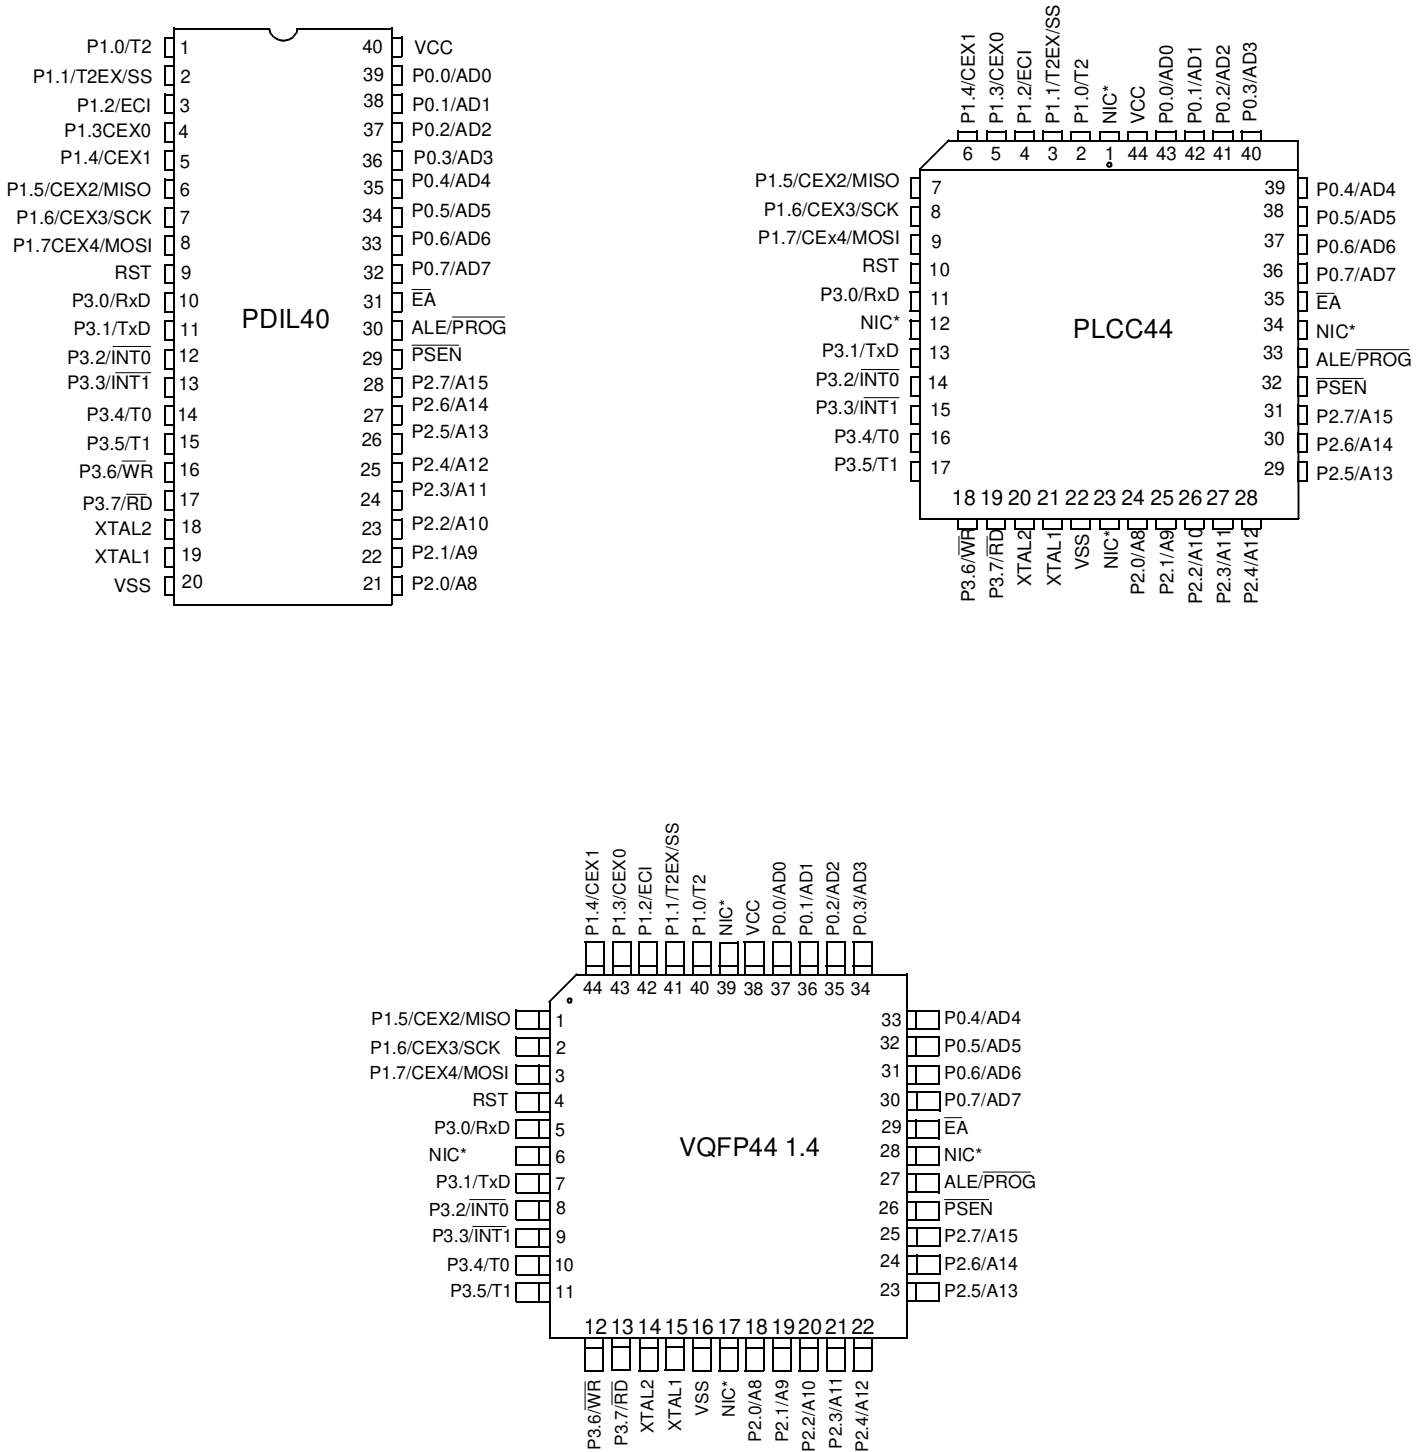 P1.0/T2 1 40 VCC
P1.1/T2EX/SS 2 39 P0.0/AD0
P1.2/ECI 3 38 P0.1/AD1
P1.3CEX0 4 37 P0.2/AD2
P1.4/CEX1 5 36 P0.3/AD3
P1.5/CEX2/MISO 6 35 P0.4/AD4
P1.6/CEX3/SCK 7 34 P0.5/AD5
P1.7CEX4/MOSI 8 33 P0.6/AD6
RST 9 32 P0.7/AD7
P3.0/RxD 10 31 EA
PDIL40
P3.1/TxD 11 30 ALE/PROG
P3.2/INT0 12 29 PSEN
P3.3/INT1 13 28 P2.7/A15
P3.4/T0 14 27 P2.6/A14
P3.5/T1 15 26 P2.5/A13
P3.6/WR 16 25 P2.4/A12
P3.7/RD 17 24 P2.3/A11
XTAL2 18 23 P2.2/A10
XTAL1 19 22 P2.1/A9
VSS 20 21 P2.0/A8
P1.4/CEX1
P1.3/CEX0
P1.2/ECI
P1.1/T2EX/SS
P1.0/T2
NIC*
VCC
P0.0/AD0
P0.1/AD1
P0.2/AD2
P0.3/AD3
6 5 4 3 2 1 44 43 42 41 40
P1.5/CEX2/MISO 7 39 P0.4/AD4
P1.6/CEX3/SCK 8 38 P0.5/AD5
P1.7/CEx4/MOSI 9 37 P0.6/AD6
RST 10 36 P0.7/AD7
P3.0/RxD 11 35 EA
NIC* 12 34 NIC*
PLCC44
P3.1/TxD 13 33 ALE/PROG
P3.2/INT0 14 32 PSEN
P3.3/INT1 15 31 P2.7/A15
P3.4/T0 16 30 P2.6/A14
P3.5/T1 17 29 P2.5/A13
18 19 20 21 22 23 24 25 26 27 28
P3.6/WR
P3.7/RD
XTAL2
XTAL1
VSS
NIC*
P2.0/A8
P2.1/A9
P2.2/A10
P2.3/A11
P2.4/A12
P1.4/CEX1
P1.3/CEX0
P1.2/ECI
P1.1/T2EX/SS
P1.0/T2
NIC*
VCC
P0.0/AD0
P0.1/AD1
P0.2/AD2
P0.3/AD3
44 43 42 41 40 39 38 37 36 35 34
P1.5/CEX2/MISO 1 33 P0.4/AD4
P1.6/CEX3/SCK 2 32 P0.5/AD5
P1.7/CEX4/MOSI 3 31 P0.6/AD6
RST 4 30 P0.7/AD7
P3.0/RxD 5 29 EA
VQFP44 1.4
NIC* 6 28 NIC*
P3.1/TxD 7 27 ALE/PROG
P3.2/INT0 8 26 PSEN
P3.3/INT1 9 25 P2.7/A15
P3.4/T0 10 24 P2.6/A14
P3.5/T1 11 23 P2.5/A13
12 13 14 15 16 17 18 19 20 21 22
P3.6/WR
P3.7/RD
XTAL2
XTAL1
VSS
NIC*
P2.0/A8
P2.1/A9
P2.2/A10
P2.3/A11
P2.4/A12